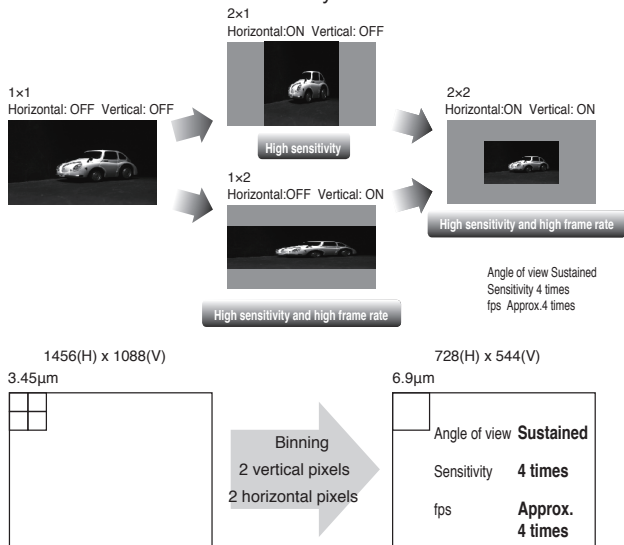 2×1
Horizontal:ON Vertical: OFF
1×1
Horizontal: OFF Vertical: OFF
High sensitivity
2×2
Horizontal:ON Vertical: ON
1×2
Horizontal:OFF Vertical: ON
High sensitivity and high frame rate
High sensitivity and high frame rate
Angle of view Sustained
Sensitivity 4 times
fps Approx.4 times
1456(H) x 1088(V)
3.45μm
Binning
2 vertical pixels
2 horizontal pixels
728(H) x 544(V)
6.9μm
Angle of view Sustained
Sensitivity 4 times
fps Approx.
4 times